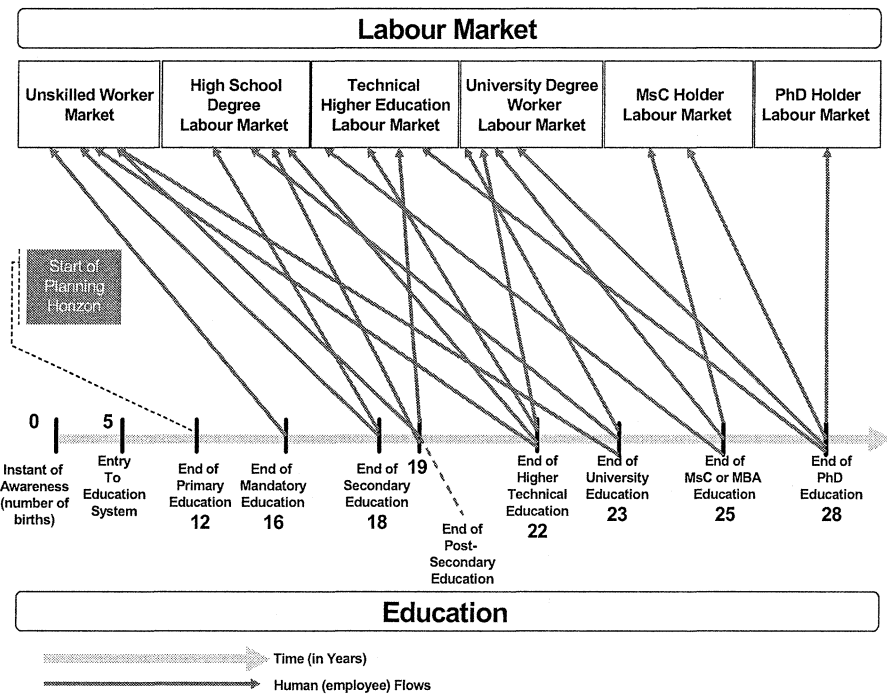 Labour Market
Unskilled Worker
Market
High School
Degree
Labour Market
Technical
Higher Education
Labour Market
University Degree
Worker
Labour Market
MsC Holder
Labour Market
PhD Holder
Labour Market
Start of
Planning
Horizon
0
5
Instant of
Awareness
(number of
births)
Entry
To
Education
System
End of
Primary
Education
12
End of
Mandatory
Education
16
End of
Secondary
Education
18
19
End of
Post-
Secondary
Education
End of
Higher
Technical
Education
22
End of
University
Education
23
End of
MsC or MBA
Education
25
End of
PhD
Education
28
Education
Time (in Years)
Human (employee) Flows